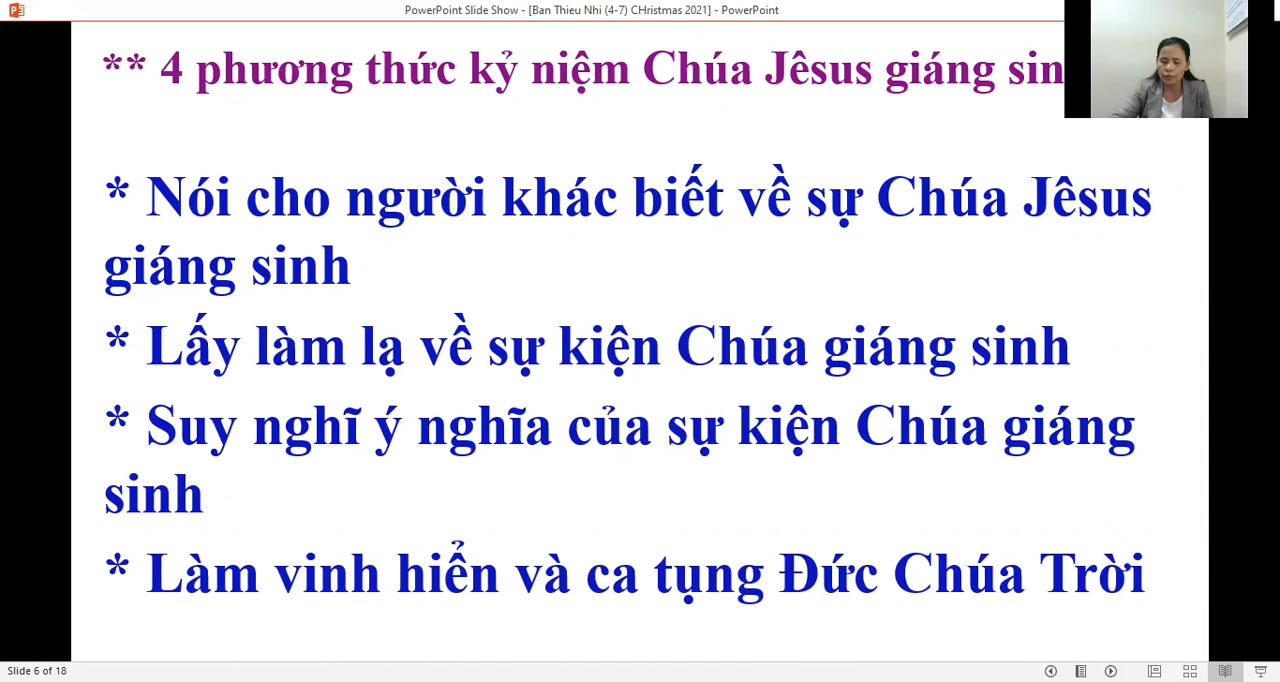 PowerPoint Slide Show - [Ban Thieu Nhi (4-7) CHristmas 2021] - PowerPoint
** 4 phương thức kỷ niệm Chúa Jêsus giáng sin
* Nói cho người khác biết về sự Chúa Jêsus
giáng sinh
* Lấy làm lạ về sự kiện Chúa giáng sinh
* Suy nghĩ ý nghĩa của sự kiện Chúa giáng
sinh
* Làm vinh hiển và ca tụng Đức Chúa Trời
Slide 6 of 18